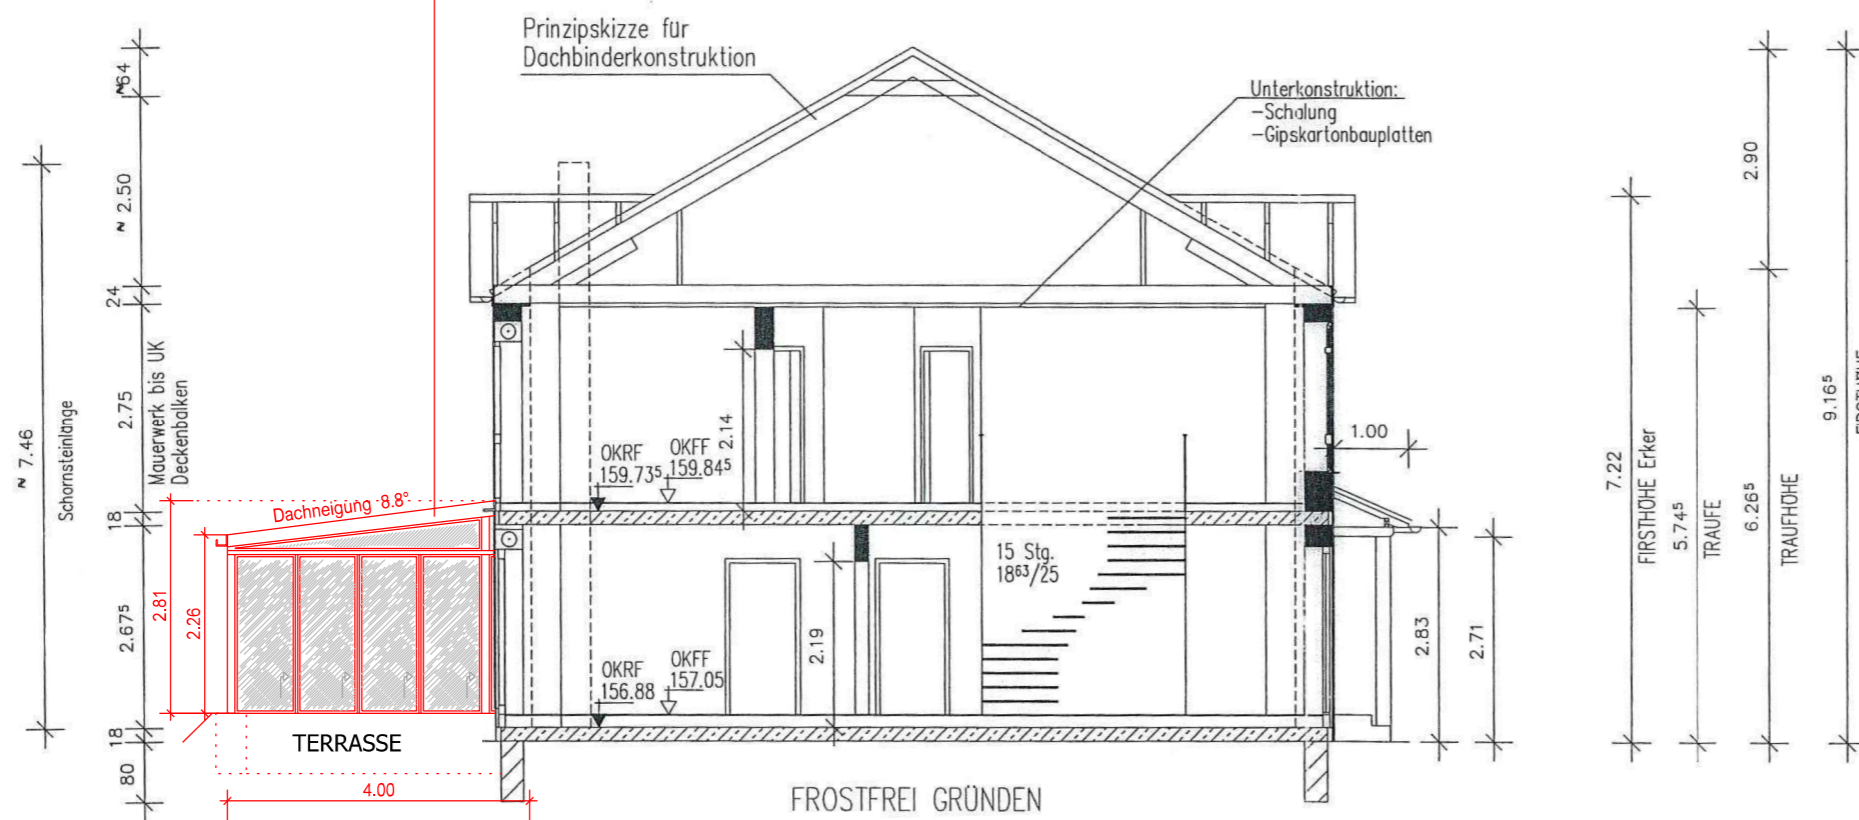 Prinzipskizze für
Dachbinderkonstruktion
Unterkonstruktion:
-Schalung
-Gipskartonbauplatten
~64
~ 2.50
24
2.75
Mauerwerk bis UK
Deckenbalken
~ 7.46
Schornsteinlänge
18
2.67⁵
18
80
Dachneigung 8.8°
2.81
2.26
TERRASSE
4.00
OKRF
159.73⁵
OKFF
159.84⁵
2.14
OKRF
156.88
OKFF
157.05
2.19
15 Stg.
18⁶³/25
FROSTFREI GRÜNDEN
1.00
2.83
2.71
7.22
FIRSTHÖHE Erker
5.74⁵
TRAUFE
2.90
6.26⁵
TRAUFHÖHE
9.16⁵